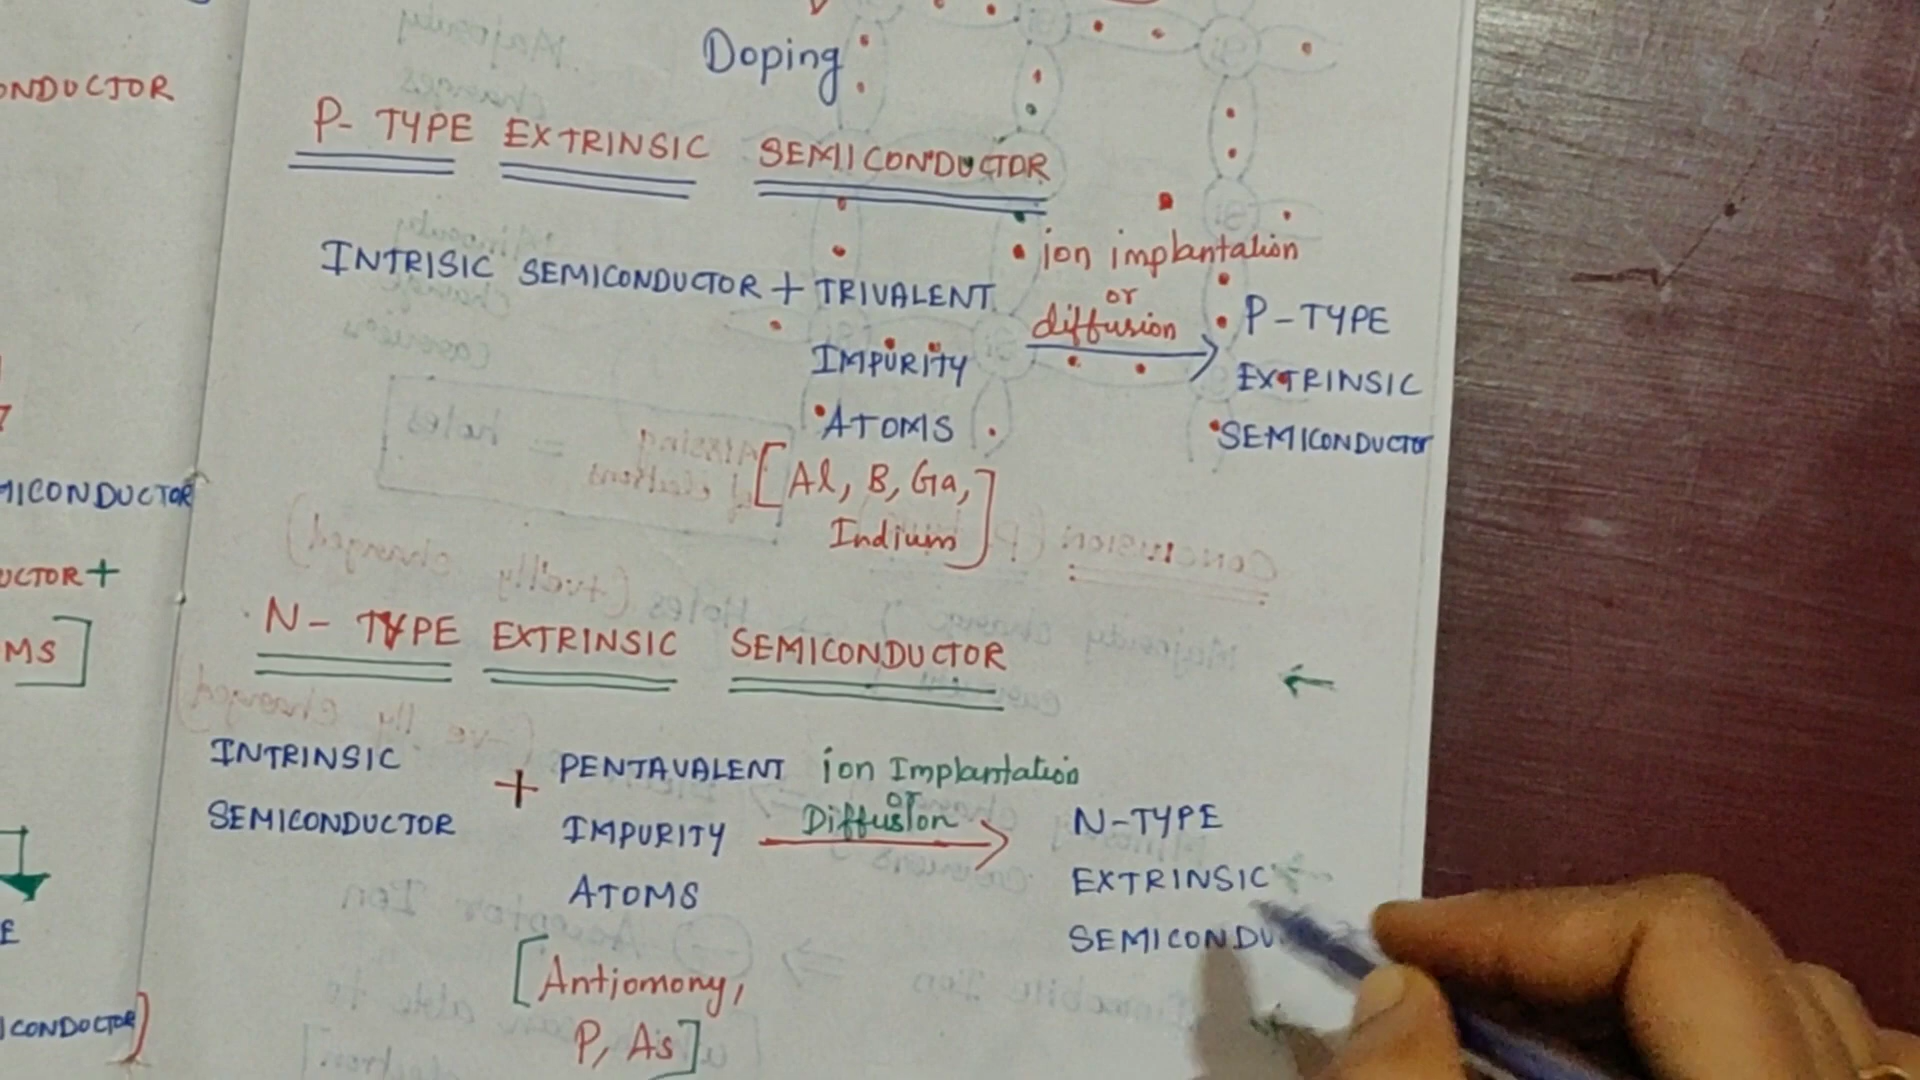 ONDUCTOR
MICONDUCTOR
UCTOR +
MS]
E
ICONDUCTOR)
Doping
P- TYPE EXTRINSIC SEMIICONDUCTOR
INTRISIC SEMICONDUCTOR + TRIVALENT
IMPURITY
ATOMS
[Al, B, Ga,
Indium]
ion implantation
or
diffusion
P-TYPE
EXTRINSIC
SEMICONDUCTOR
N- TYPE EXTRINSIC SEMICONDUCTOR
INTRINSIC
SEMICONDUCTOR
+
PENTAVALENT
IMPURITY
ATOMS
[Antiomony,
P, As]
ion Implantation
or
Diffusion
N-TYPE
EXTRINSIC
SEMICONDU